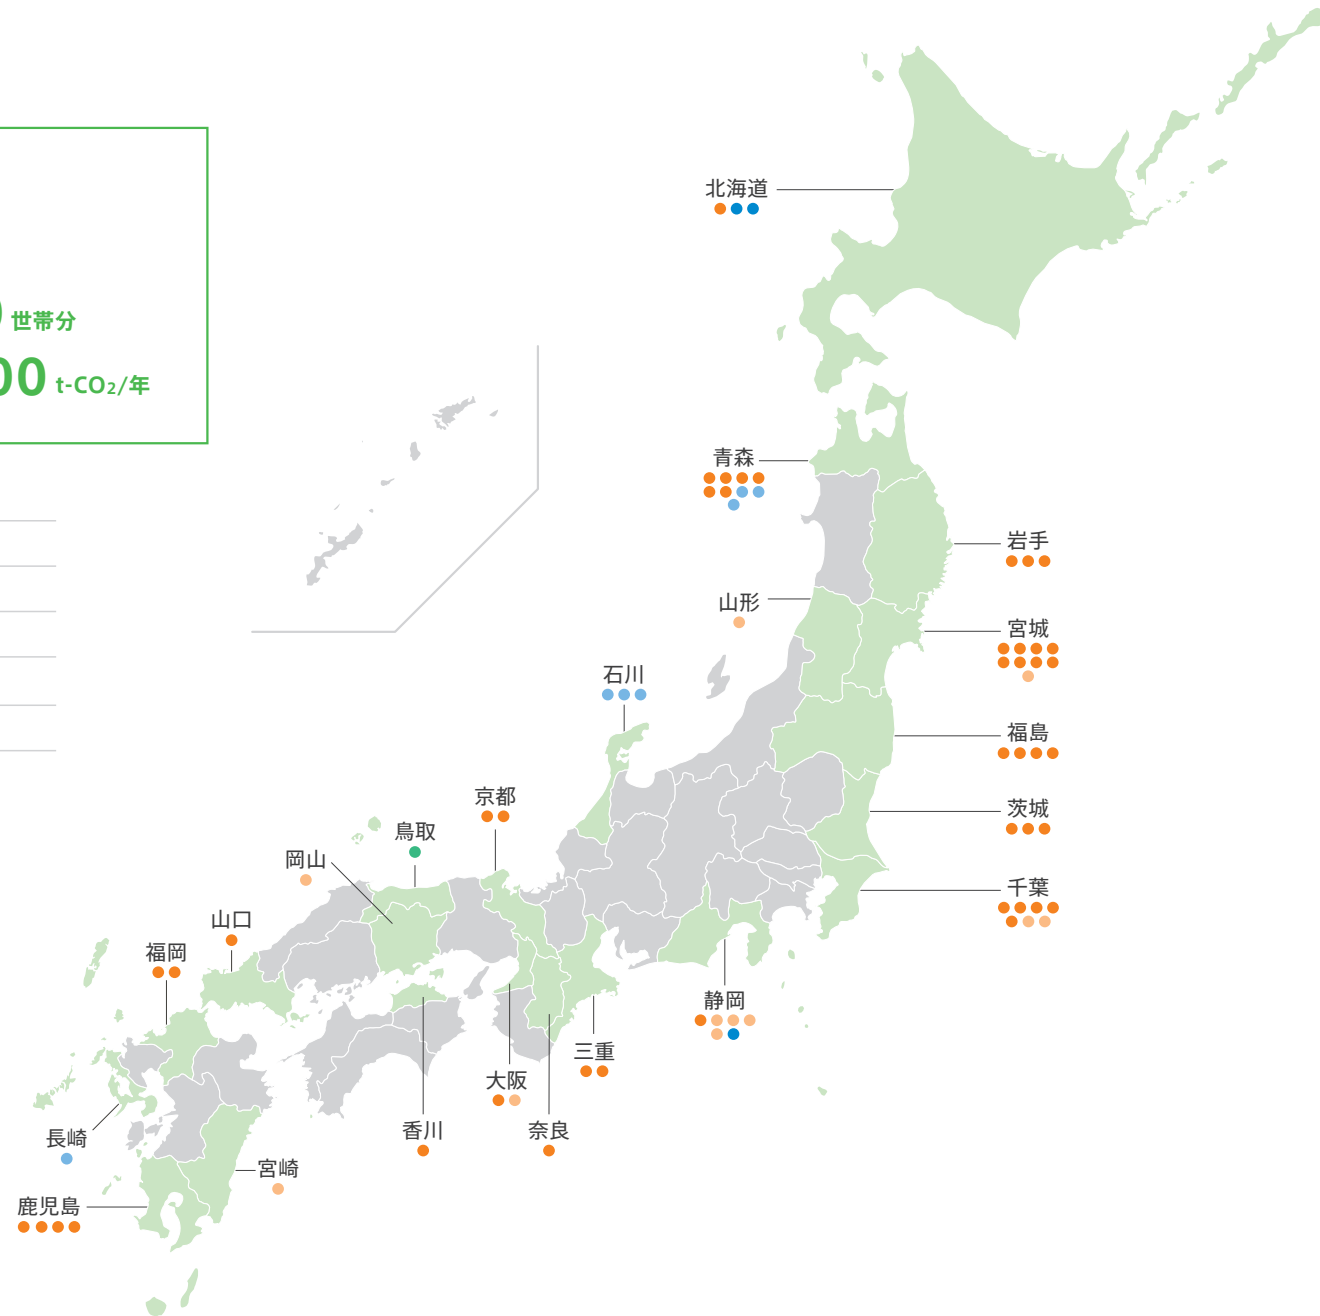 世帯分
00 t-CO₂/年
北海道
青森
岩手
山形
宮城
石川
福島
京都
茨城
鳥取
岡山
千葉
山口
福岡
静岡
三重
大阪
香川
奈良
長崎
宮崎
鹿児島